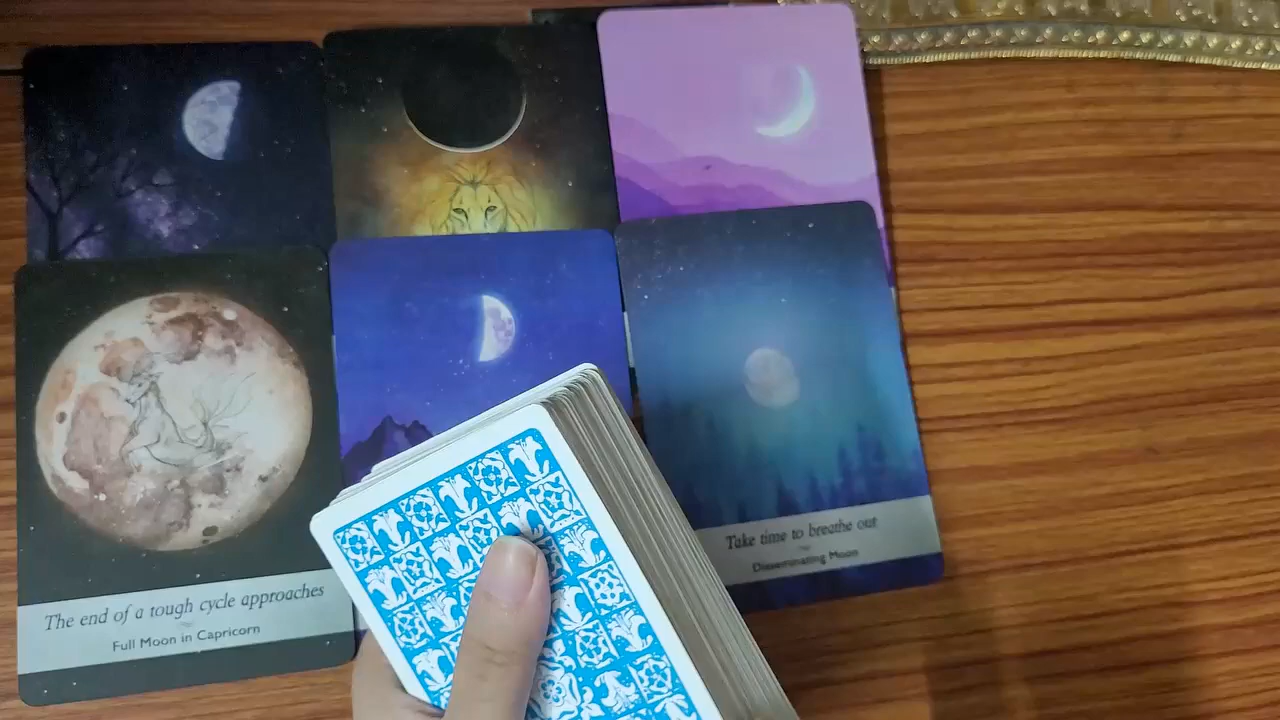 The end of a tough cycle approaches
Full Moon in Capricorn
Take time to breathe out
Disseminating Moon